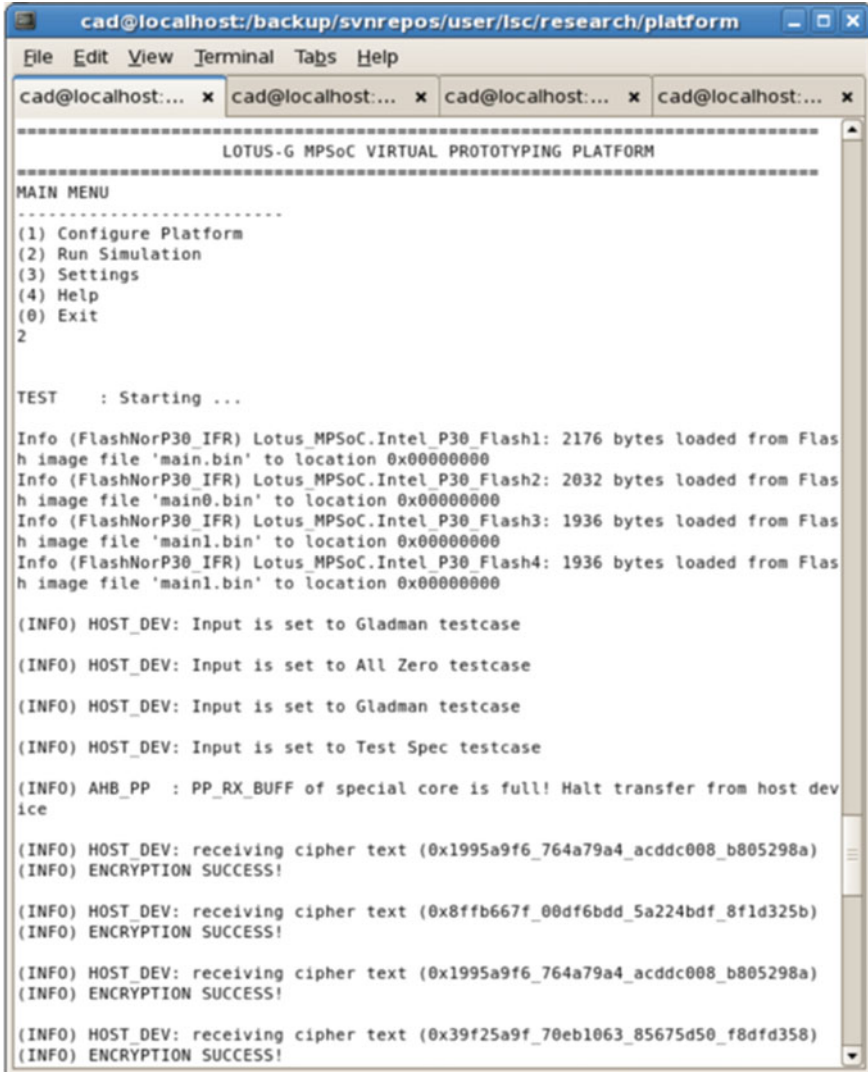 cad@localhost:/backup/svnrepos/user/lsc/research/platform
File Edit View Terminal Tabs Help
cad@localhost:... x cad@localhost:... x cad@localhost:... x cad@localhost:... x
==============================================================================
LOTUS-G MPSoC VIRTUAL PROTOTYPING PLATFORM
==============================================================================
MAIN MENU
--------------------------
(1) Configure Platform
(2) Run Simulation
(3) Settings
(4) Help
(0) Exit
2
TEST    : Starting ...
Info (FlashNorP30_IFR) Lotus_MPSoC.Intel_P30_Flash1: 2176 bytes loaded from Flas
h image file 'main.bin' to location 0x00000000
Info (FlashNorP30_IFR) Lotus_MPSoC.Intel_P30_Flash2: 2032 bytes loaded from Flas
h image file 'main0.bin' to location 0x00000000
Info (FlashNorP30_IFR) Lotus_MPSoC.Intel_P30_Flash3: 1936 bytes loaded from Flas
h image file 'main1.bin' to location 0x00000000
Info (FlashNorP30_IFR) Lotus_MPSoC.Intel_P30_Flash4: 1936 bytes loaded from Flas
h image file 'main1.bin' to location 0x00000000
(INFO) HOST_DEV: Input is set to Gladman testcase
(INFO) HOST_DEV: Input is set to All Zero testcase
(INFO) HOST_DEV: Input is set to Gladman testcase
(INFO) HOST_DEV: Input is set to Test Spec testcase
(INFO) AHB_PP  : PP_RX_BUFF of special core is full! Halt transfer from host dev
ice
(INFO) HOST_DEV: receiving cipher text (0x1995a9f6_764a79a4_acddc008_b805298a)
(INFO) ENCRYPTION SUCCESS!
(INFO) HOST_DEV: receiving cipher text (0x8ffb667f_00df6bdd_5a224bdf_8f1d325b)
(INFO) ENCRYPTION SUCCESS!
(INFO) HOST_DEV: receiving cipher text (0x1995a9f6_764a79a4_acddc008_b805298a)
(INFO) ENCRYPTION SUCCESS!
(INFO) HOST_DEV: receiving cipher text (0x39f25a9f_70eb1063_85675d50_f8dfd358)
(INFO) ENCRYPTION SUCCESS!